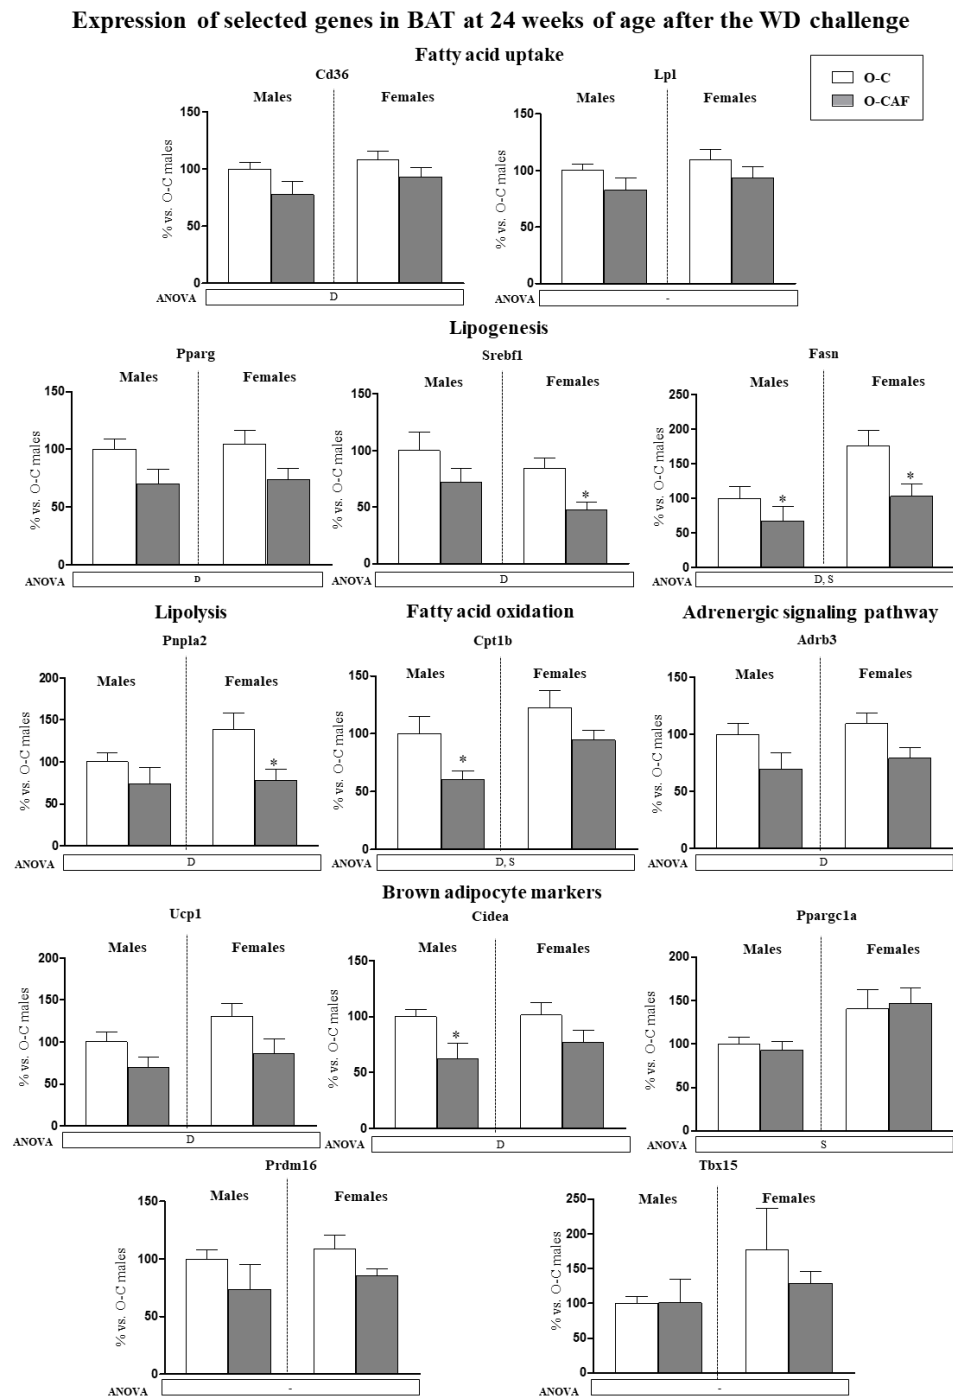 Expression of selected genes in BAT at 24 weeks of age after the WD challenge
Fatty acid uptake
O-C
O-CAF
Cd36
Males Females
% vs. O-C males
150
100
50
0
ANOVA D
Lpl
Males Females
% vs. O-C males
150
100
50
0
ANOVA -
Lipogenesis
Pparg
Males Females
% vs. O-C males
150
100
50
0
ANOVA D
Srebf1
Males Females
% vs. O-C males
150
100
50
0
*
ANOVA D
Fasn
Males Females
% vs. O-C males
250
200
150
100
50
0
* *
ANOVA D, S
Lipolysis
Pnpla2
Males Females
% vs. O-C males
200
150
100
50
0
*
ANOVA D
Fatty acid oxidation
Cpt1b
Males Females
% vs. O-C males
150
100
50
0
*
ANOVA D, S
Adrenergic signaling pathway
Adrb3
Males Females
% vs. O-C males
150
100
50
0
ANOVA D
Brown adipocyte markers
Ucp1
Males Females
% vs. O-C males
200
150
100
50
0
ANOVA D
Cidea
Males Females
% vs. O-C males
150
100
50
0
*
ANOVA D
Ppargc1a
Males Females
% vs. O-C males
200
150
100
50
0
ANOVA S
Prdm16
Males Females
% vs. O-C males
150
100
50
0
ANOVA -
Tbx15
Males Females
% vs. O-C males
250
200
150
100
50
0
ANOVA -